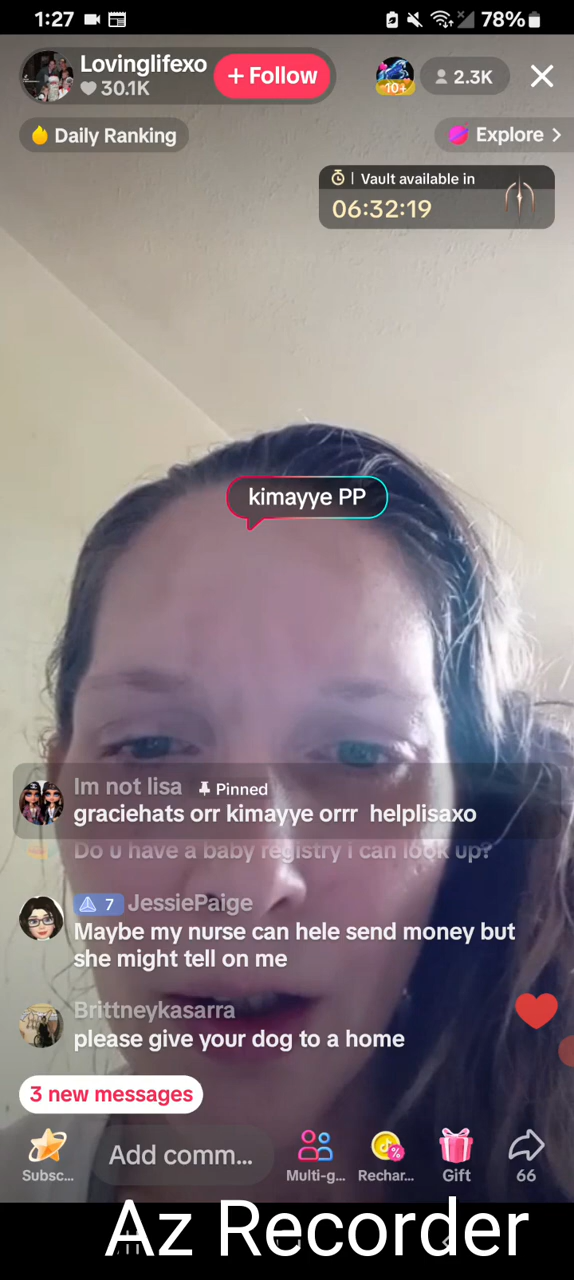 1:27
78%
Lovinglifexo
30.1K
+ Follow
10+
2.3K
Daily Ranking
Explore >
| Vault available in
06:32:19
kimayye PP
Im not lisa Pinned
graciehats orr kimayye orrr helplisaxo
Do u have a baby registry i can look up?
7 JessiePaige
Maybe my nurse can hele send money but
she might tell on me
Brittneykasarra
please give your dog to a home
3 new messages
Subsc...
Add comm...
Multi-g...
Rechar...
Gift
66
Az Recorder